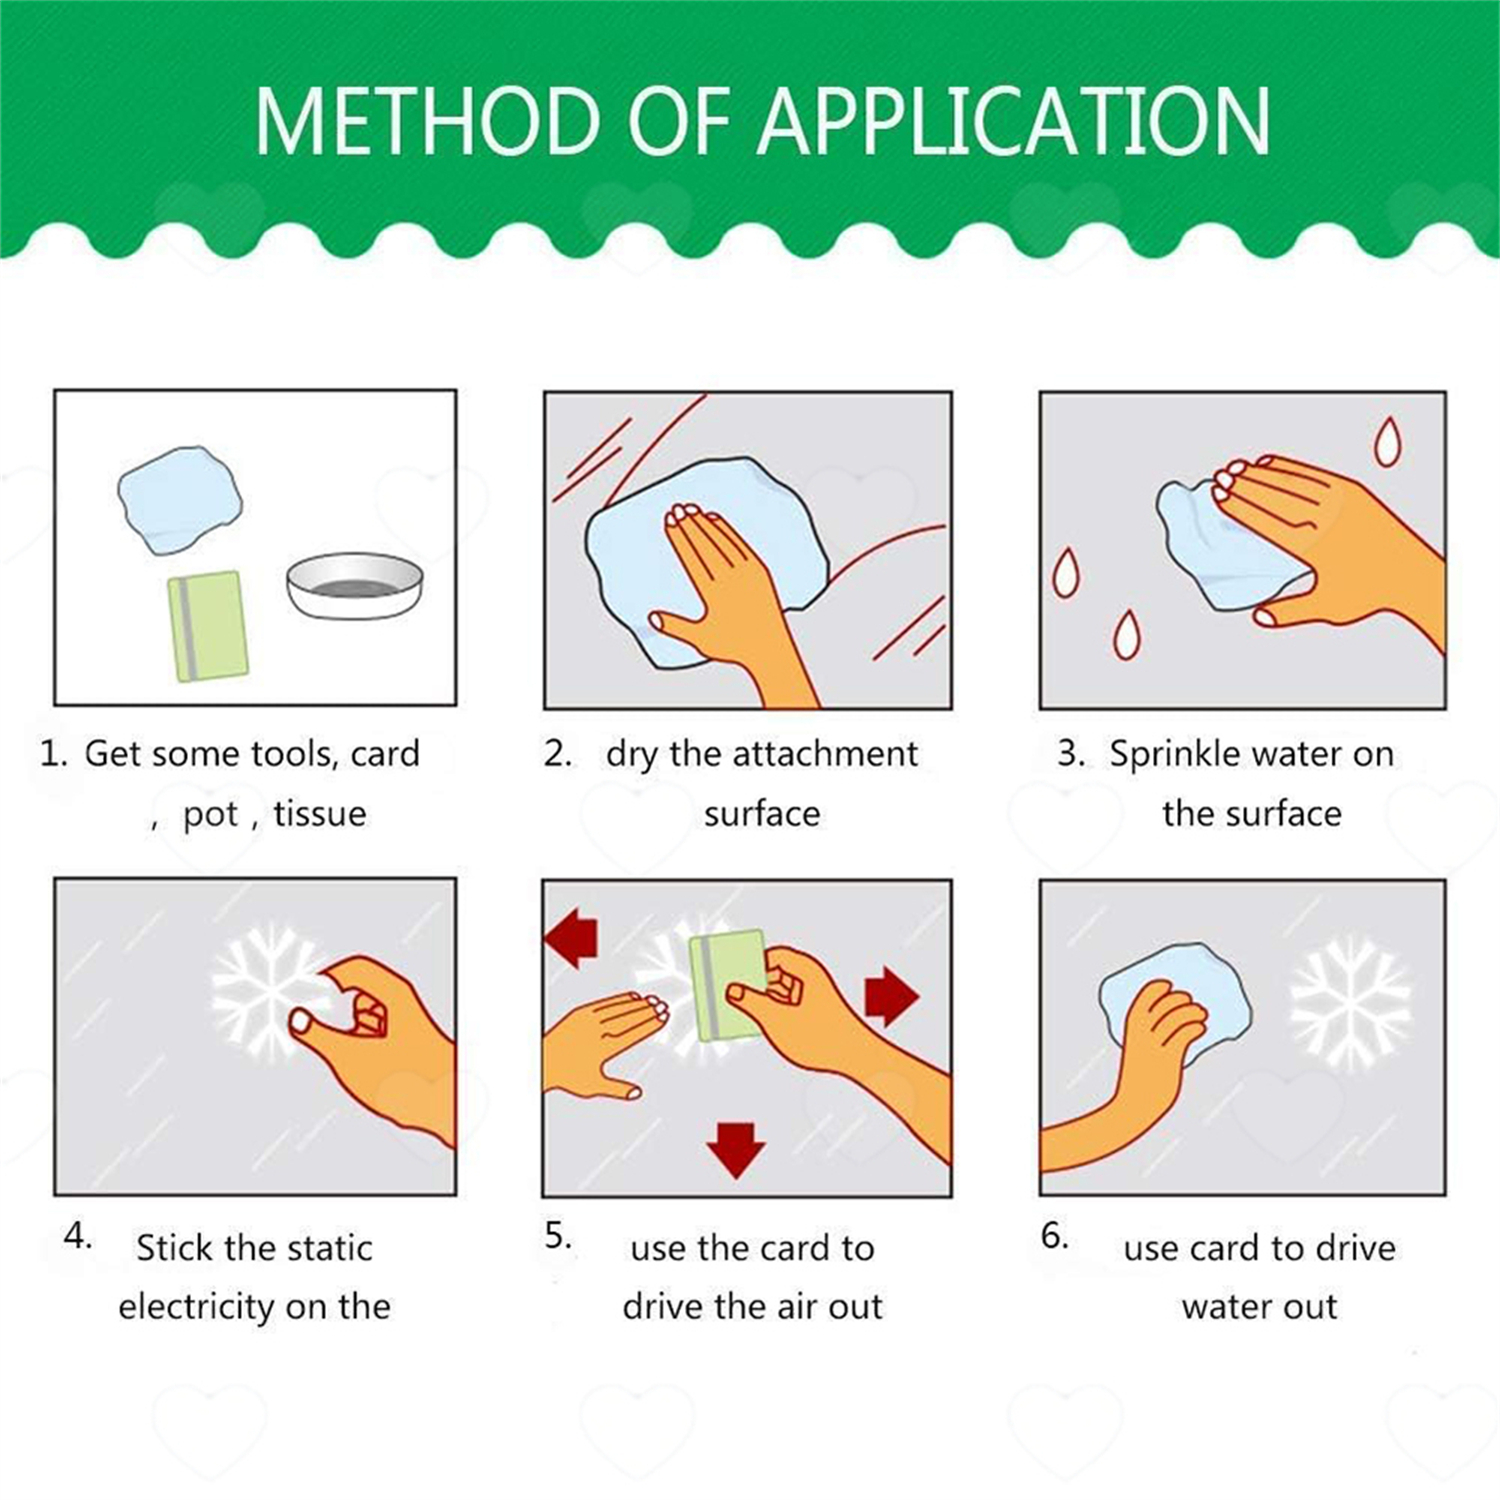 METHOD OF APPLICATION
1. Get some tools, card
, pot , tissue
2. dry the attachment
surface
3. Sprinkle water on
the surface
4. Stick the static
electricity on the
5. use the card to
drive the air out
6. use card to drive
water out